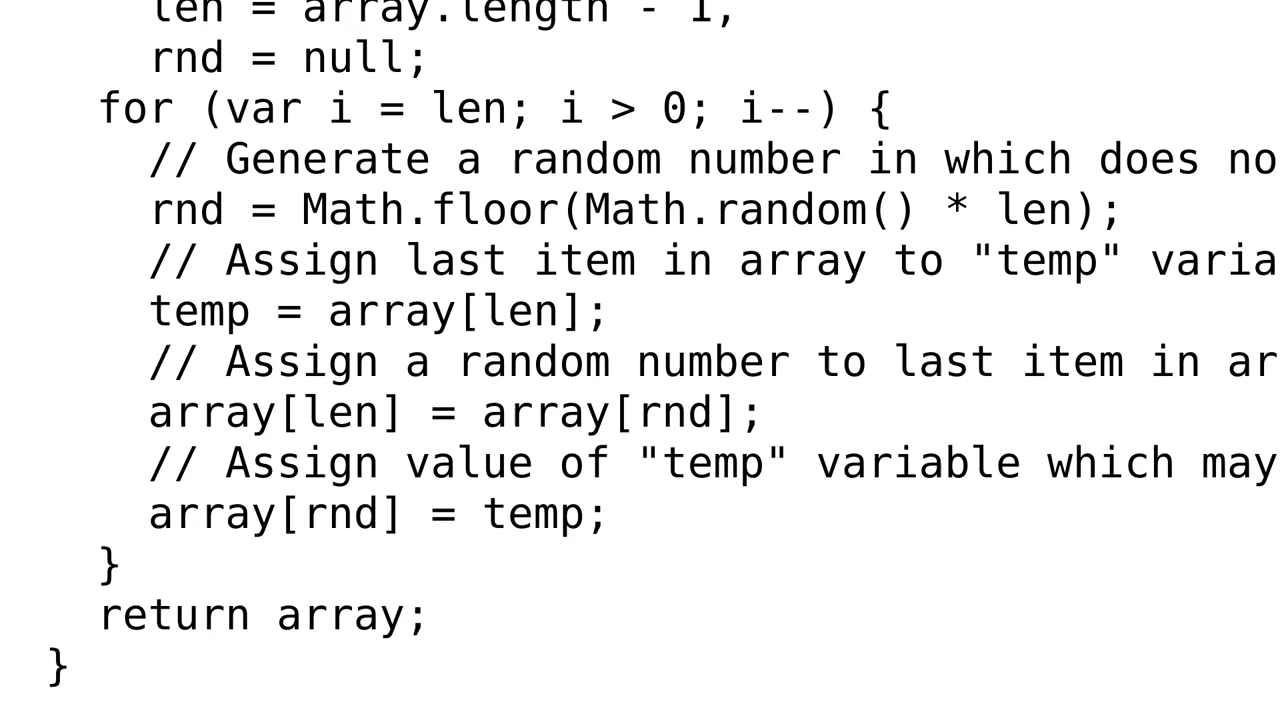 len = array.length - 1,
rnd = null;
for (var i = len; i > 0; i--) {
// Generate a random number in which does no
rnd = Math.floor(Math.random() * len);
// Assign last item in array to "temp" varia
temp = array[len];
// Assign a random number to last item in ar
array[len] = array[rnd];
// Assign value of "temp" variable which may
array[rnd] = temp;
}
return array;
}